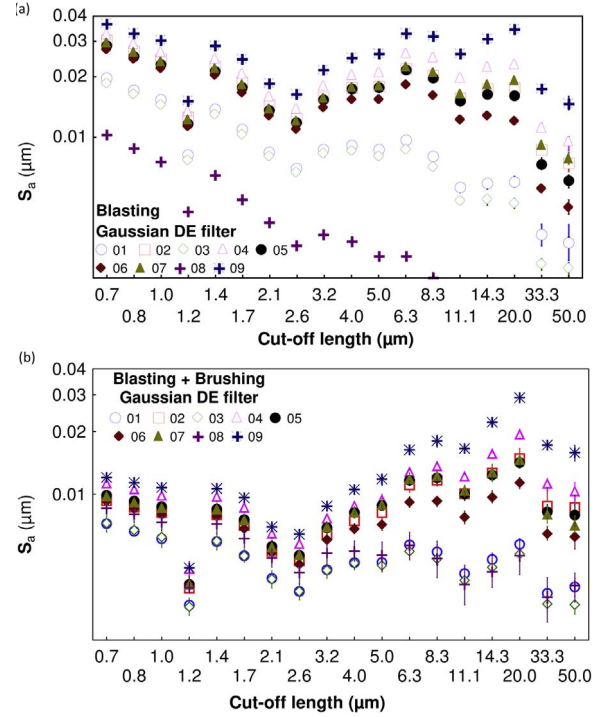 (a)
0.04
0.03
0.02
0.01
Sa (µm)
Blasting
Gaussian DE filter
01 02 03 04 05
06 07 08 09
0.7 1.0 1.4 2.1 3.2 5.0 8.3 14.3 33.3
0.8 1.2 1.7 2.6 4.0 6.3 11.1 20.0 50.0
Cut-off length (µm)
(b)
0.04
0.03
0.02
0.01
Sa (µm)
Blasting + Brushing
Gaussian DE filter
01 02 03 04 05
06 07 08 09
0.7 1.0 1.4 2.1 3.2 5.0 8.3 14.3 33.3
0.8 1.2 1.7 2.6 4.0 6.3 11.1 20.0 50.0
Cut-off length (µm)